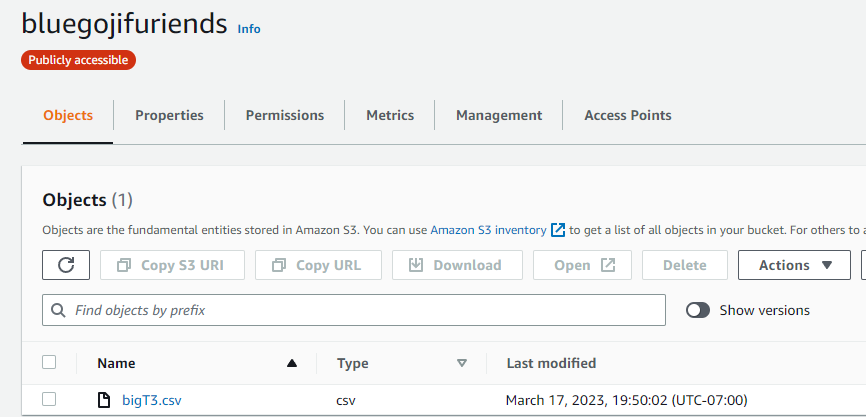 bluegojifuriends Info
Publicly accessible
Objects Properties Permissions Metrics Management Access Points
Objects (1)
Objects are the fundamental entities stored in Amazon S3. You can use Amazon S3 inventory to get a list of all objects in your bucket. For others to
Copy S3 URI Copy URL Download Open Delete Actions
Find objects by prefix Show versions
Name Type Last modified
bigT3.csv csv March 17, 2023, 19:50:02 (UTC-07:00)